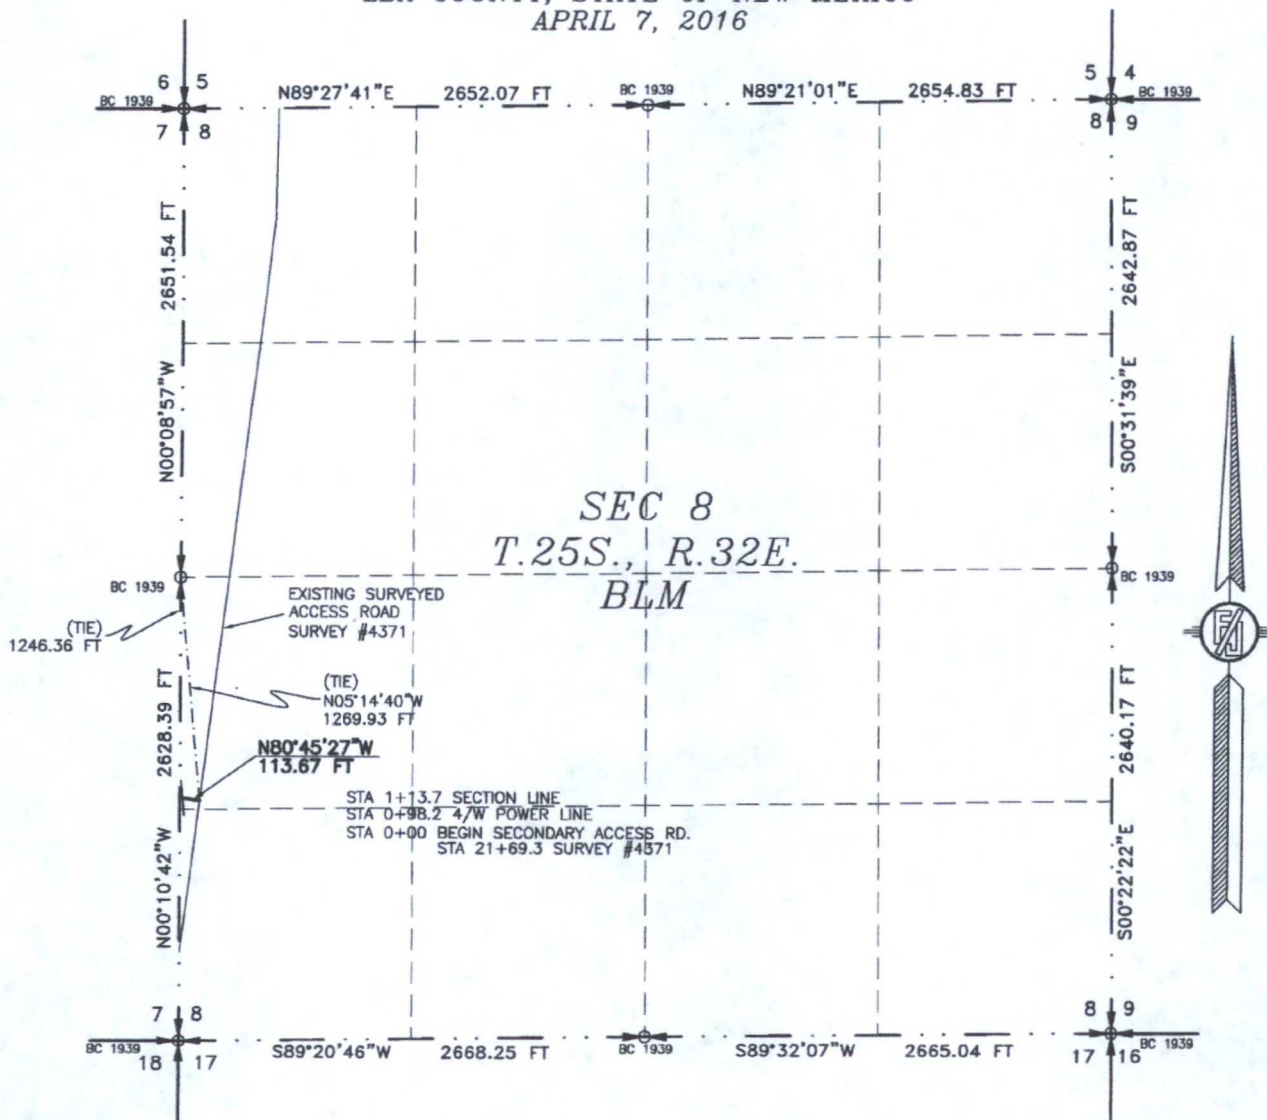 APRIL 7, 2016
6 5
5 4
BC 1939
N89°27'41"E 2652.07 FT
BC 1939
N89°21'01"E 2654.83 FT
BC 1939
7 8
8 9
N00°08'57"W 2651.54 FT
S00°31'39"E 2642.87 FT
SEC 8
T.25S., R.32E.
BLM
BC 1939
BC 1939
EXISTING SURVEYED
ACCESS ROAD
SURVEY #4371
(TIE)
1246.36 FT
(TIE)
N05°14'40"W
1269.93 FT
N00°10'42"W 2628.39 FT
S00°22'22"E 2640.17 FT
N80°45'27"W
113.67 FT
STA 1+13.7 SECTION LINE
STA 0+98.2 4/W POWER LINE
STA 0+00 BEGIN SECONDARY ACCESS RD.
STA 21+69.3 SURVEY #4371
7 8
8 9
BC 1939
S89°20'46"W 2668.25 FT
BC 1939
S89°32'07"W 2665.04 FT
BC 1939
18 17
17 16